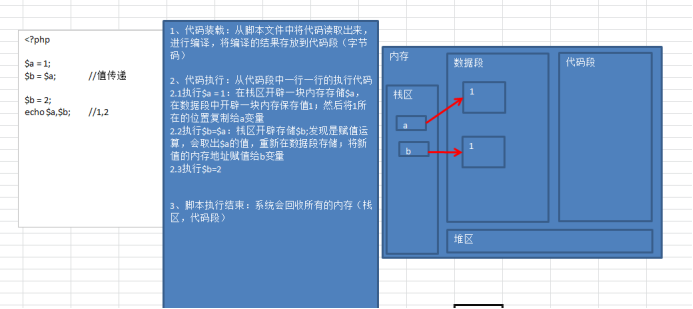 <?php
$a = 1;
$b = $a; //值传递
$b = 2;
echo $a,$b; //1,2
1、代码装载：从脚本文件中将代码读取出来，
进行编译，将编译的结果存放到代码段（字节
码）
2、代码执行：从代码段中一行一行的执行代码
2.1执行$a = 1：在栈区开辟一块内存存储$a，
在数据段中开辟一块内存保存值1；然后将1所
在的位置复制给a变量
2.2执行$b=$a：栈区开辟存储$b;发现是赋值运
算，会取出$a的值，重新在数据段存储；将新
值的内存地址赋值给b变量
2.3执行$b=2
3、脚本执行结束：系统会回收所有的内存（栈
区，代码段）
内存
栈区
a
b
数据段
1
1
代码段
堆区